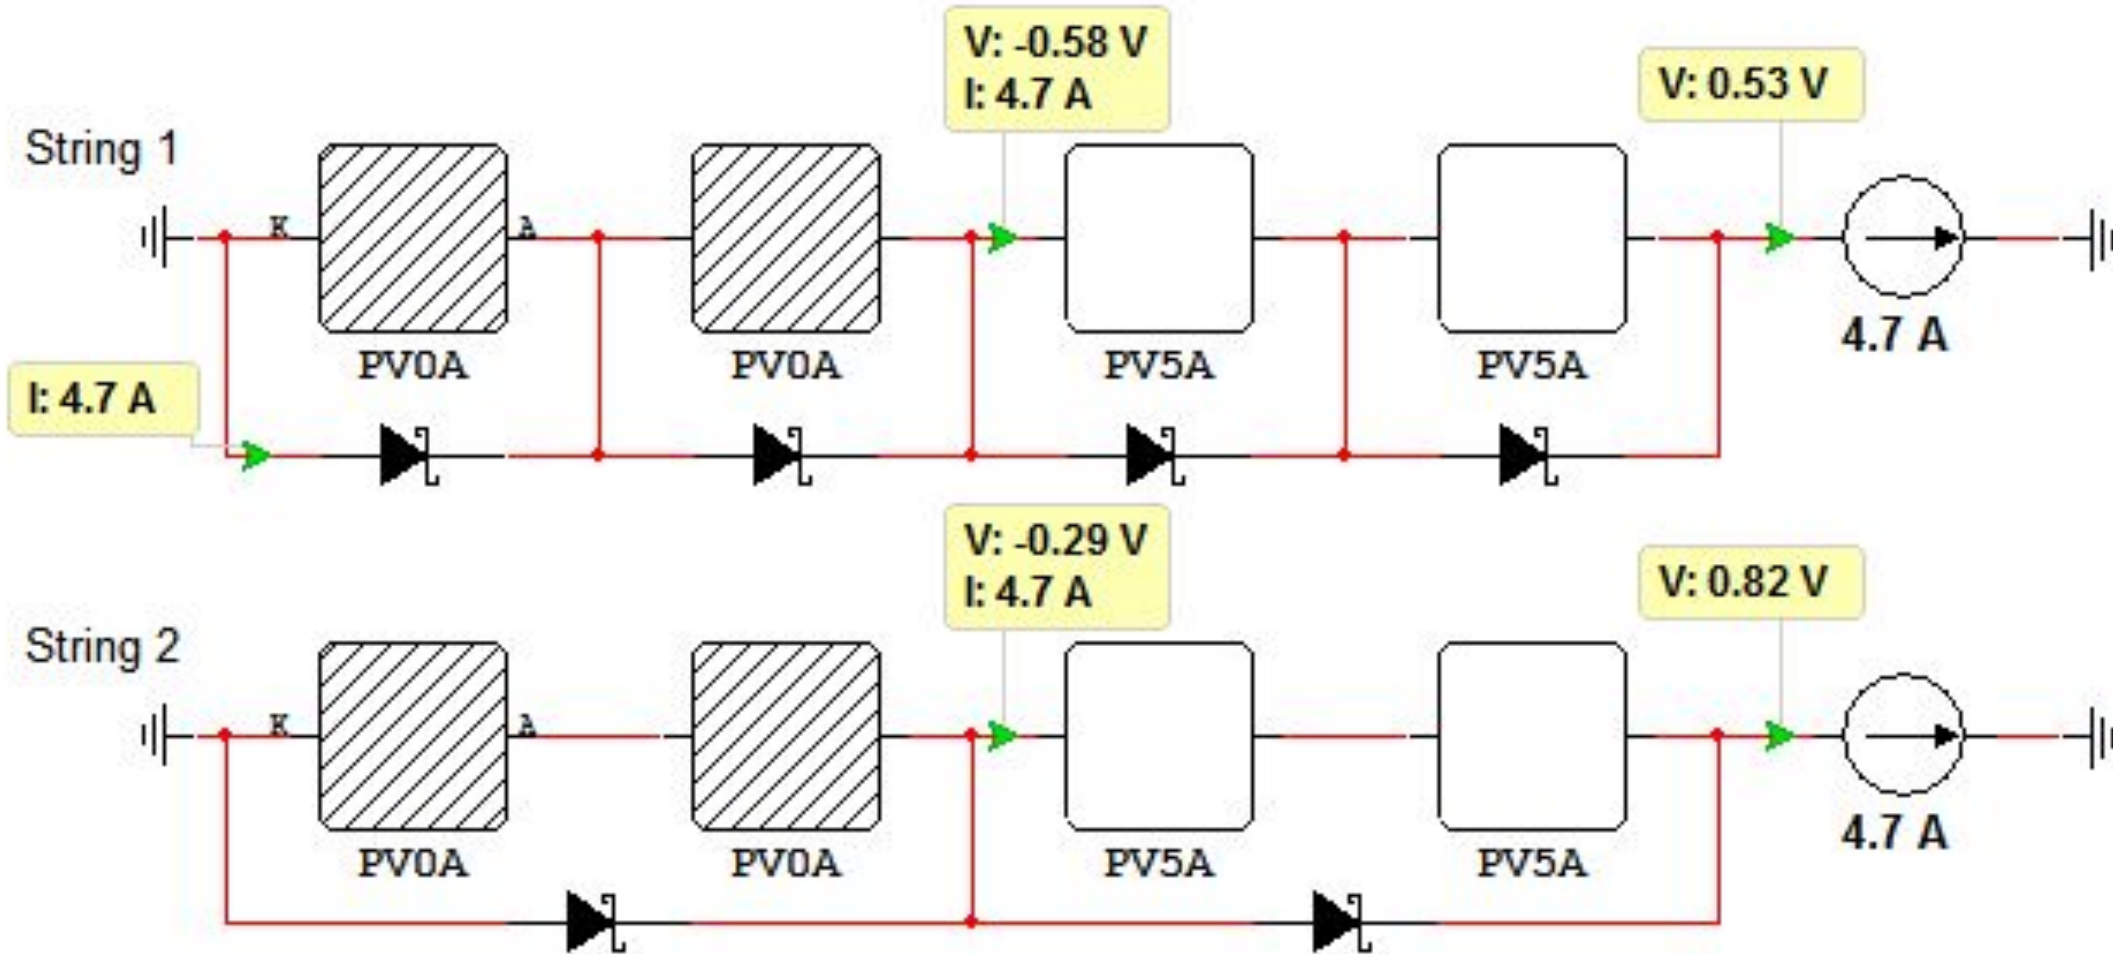 V: -0.58 V
I: 4.7 A
V: 0.53 V
String 1
K
A
4.7 A
PV0A
PV0A
PV5A
PV5A
I: 4.7 A
V: -0.29 V
I: 4.7 A
V: 0.82 V
String 2
K
A
4.7 A
PV0A
PV0A
PV5A
PV5A